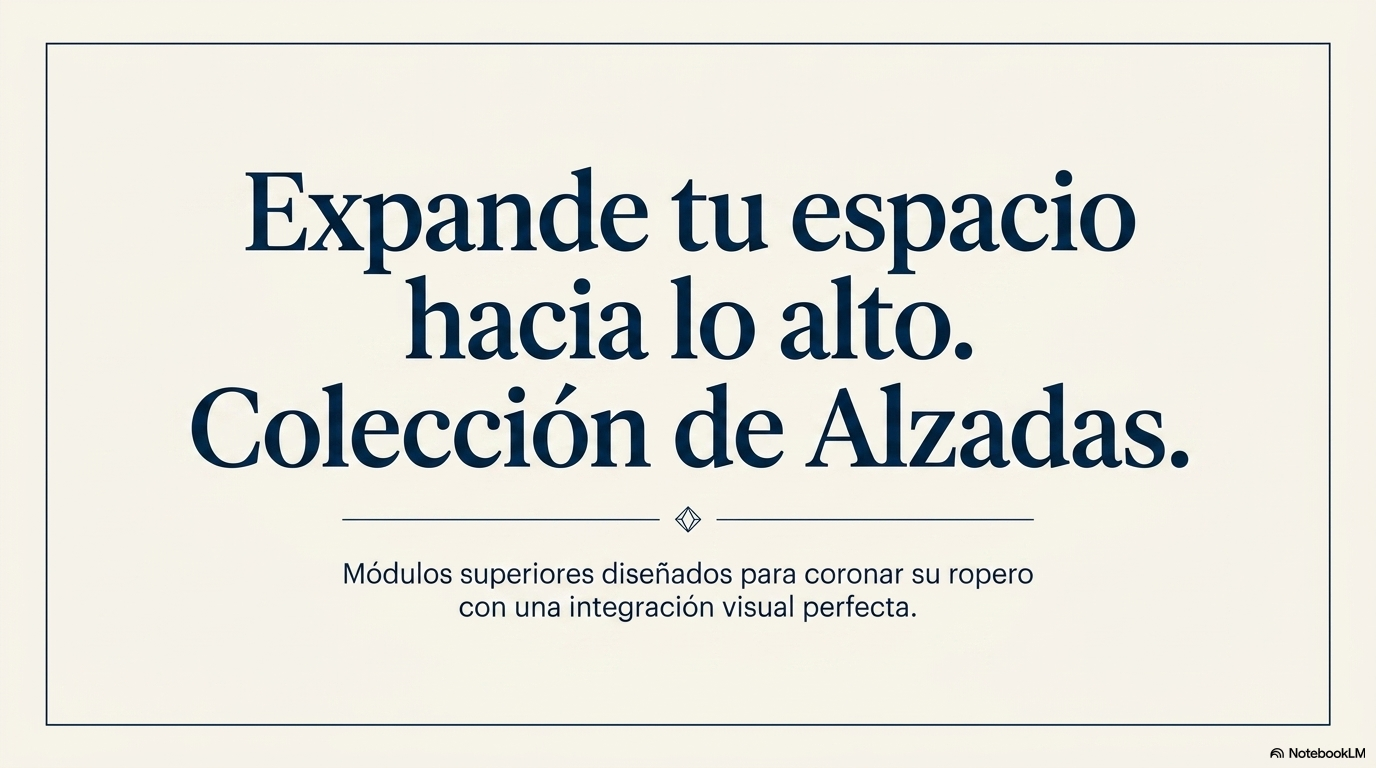 Expande tu espacio
hacia lo alto.
Colección de Alzadas.
Módulos superiores diseñados para coronar su ropero
con una integración visual perfecta.
NotebookLM